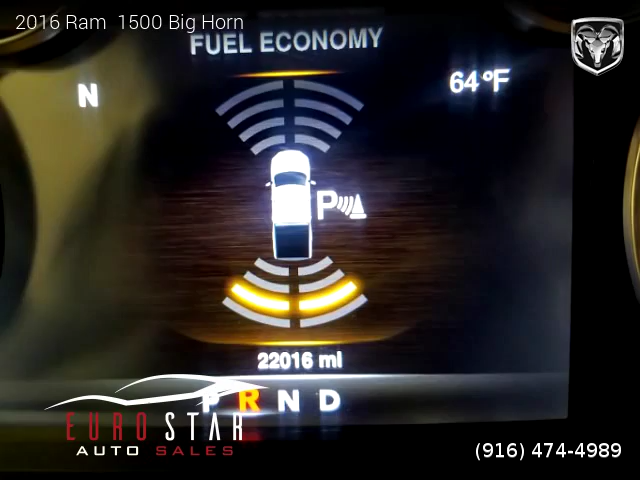 2016 Ram 1500 Big Horn
FUEL ECONOMY
N
64°F
P
22016 mi
P R N D
EURO STAR
AUTO SALES
(916) 474-4989